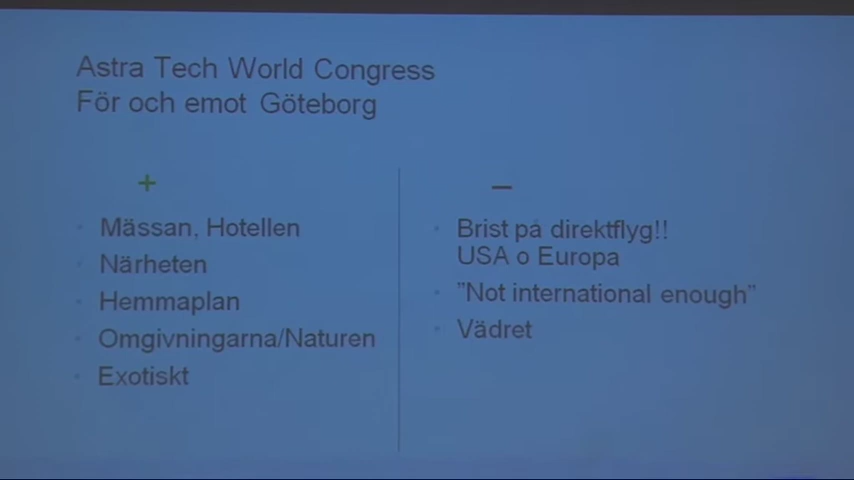 Astra Tech World Congress
För och emot Göteborg
+
Mässan, Hotellen
Närheten
Hemmaplan
Omgivningarna/Naturen
Exotiskt
–
Brist på direktflyg!!
USA o Europa
"Not international enough"
Vädret